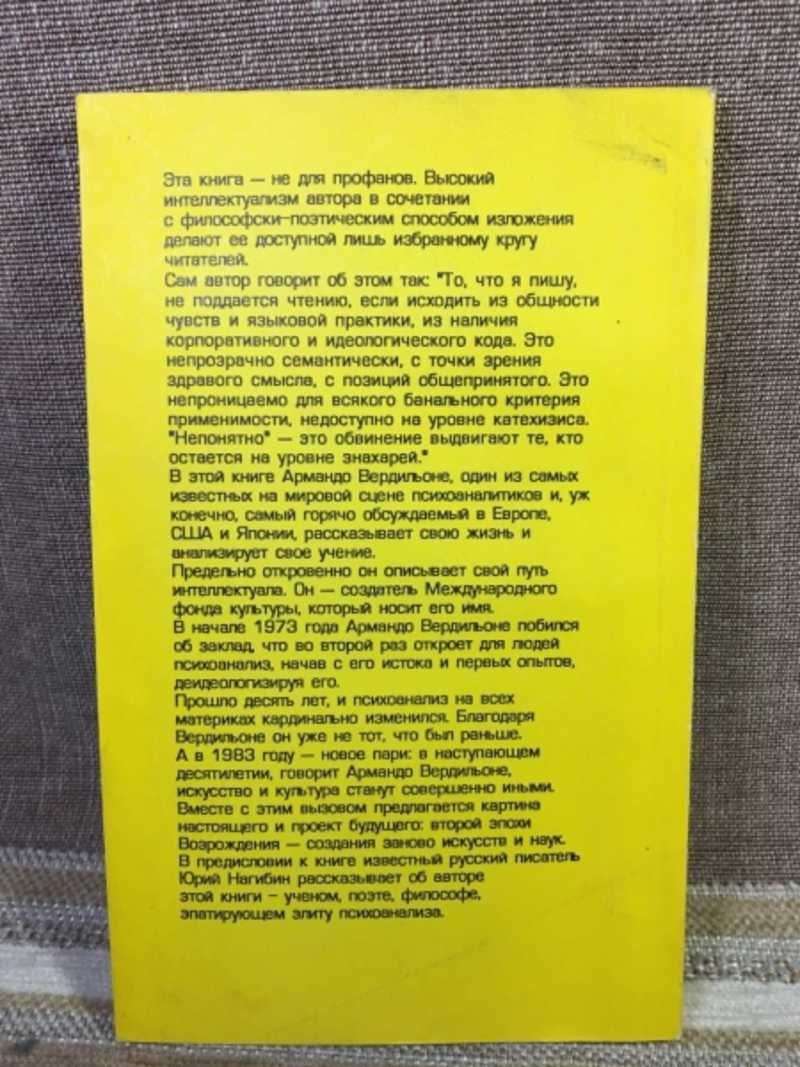 Эта книга — не для профанов. Высокий
интеллектуализм автора в сочетании
с философски-поэтическим способом изложения
делают ее доступной лишь избранному кругу
читателей.
Сам автор говорит об этом так: "То, что я пишу,
не поддается чтению, если исходить из общности
чувств и языковой практики, из наличия
корпоративного и идеологического кода. Это
непрозрачно семантически, с точки зрения
здравого смысла, с позиций общепринятого. Это
непроницаемо для всякого банального критерия
применимости, недоступно на уровне катехизиса.
"Непонятно" — это обвинение выдвигают те, кто
остается на уровне знахарей."
В этой книге Армандо Вердильоне, один из самых
известных на мировой сцене психоаналитиков и, уж
конечно, самый горячо обсуждаемый в Европе,
США и Японии, рассказывает свою жизнь и
анализирует свое учение.
Предельно откровенно он описывает свой путь
интеллектуала. Он — создатель Международного
фонда культуры, который носит его имя.
В начале 1973 года Армандо Вердильоне побился
об заклад, что во второй раз откроет для людей
психоанализ, начав с его истока и первых опытов,
деидеологизируя его.
Прошло десять лет, и психоанализ на всех
материках кардинально изменился. Благодаря
Вердильоне он уже не тот, что был раньше.
А в 1983 году — новое пари: в наступающем
десятилетии, говорит Армандо Вердильоне,
искусство и культура станут совершенно иными.
Вместе с этим вызовом предлагается картина
настоящего и проект будущего: второй эпохи
Возрождения — создания заново искусств и наук.
В предисловии к книге известный русский писатель
Юрий Нагибин рассказывает об авторе
этой книги - ученом, поэте, философе,
эпатирующем элиту психоанализа.